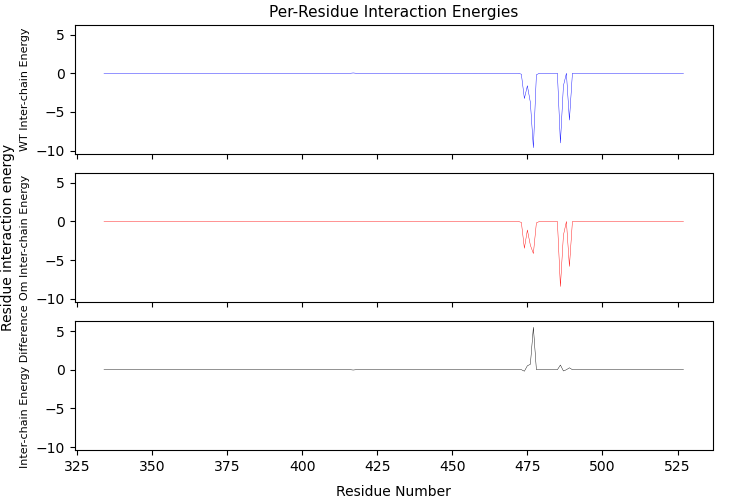 Per-Residue Interaction Energies
Residue interaction energy
WT Inter-chain Energy
5
0
−5
−10
Om Inter-chain Energy
5
0
−5
−10
Inter-chain Energy Difference
5
0
−5
−10
325 350 375 400 425 450 475 500 525
Residue Number